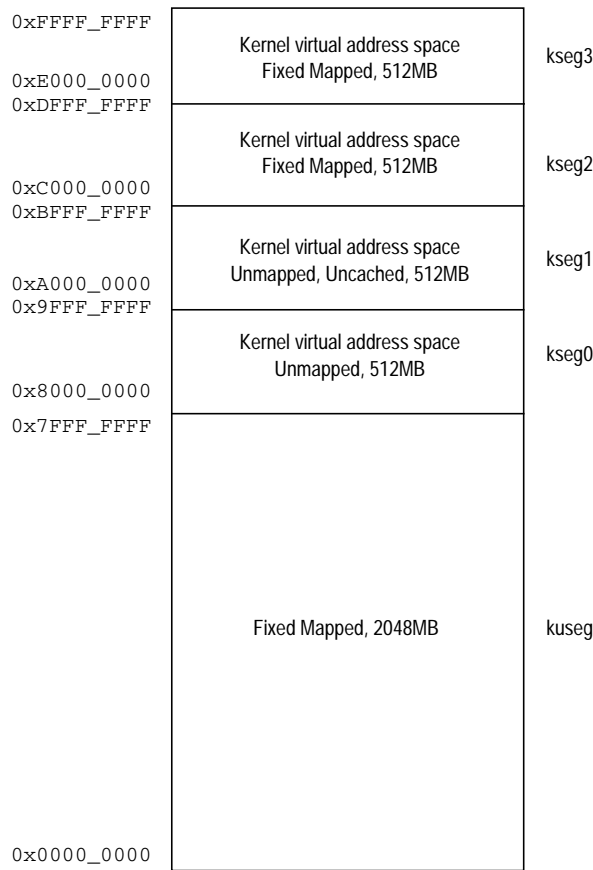 0xFFFF_FFFF
Kernel virtual address space
Fixed Mapped, 512MB
kseg3
0xE000_0000
0xDFFF_FFFF
Kernel virtual address space
Fixed Mapped, 512MB
kseg2
0xC000_0000
0xBFFF_FFFF
Kernel virtual address space
Unmapped, Uncached, 512MB
kseg1
0xA000_0000
0x9FFF_FFFF
Kernel virtual address space
Unmapped, 512MB
kseg0
0x8000_0000
0x7FFF_FFFF
Fixed Mapped, 2048MB
kuseg
0x0000_0000